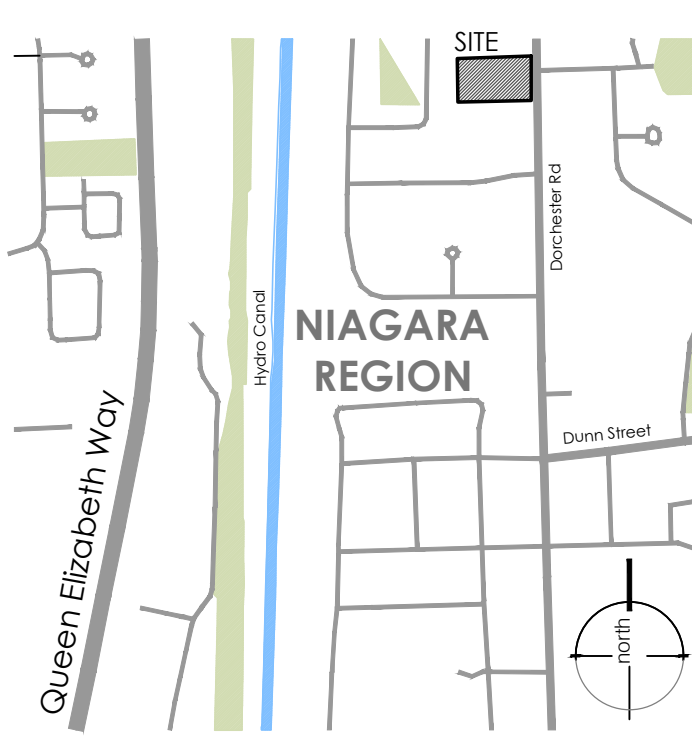 SITE
Dorchester Rd
Hydro Canal
NIAGARA
REGION
Queen Elizabeth Way
Dunn Street
north